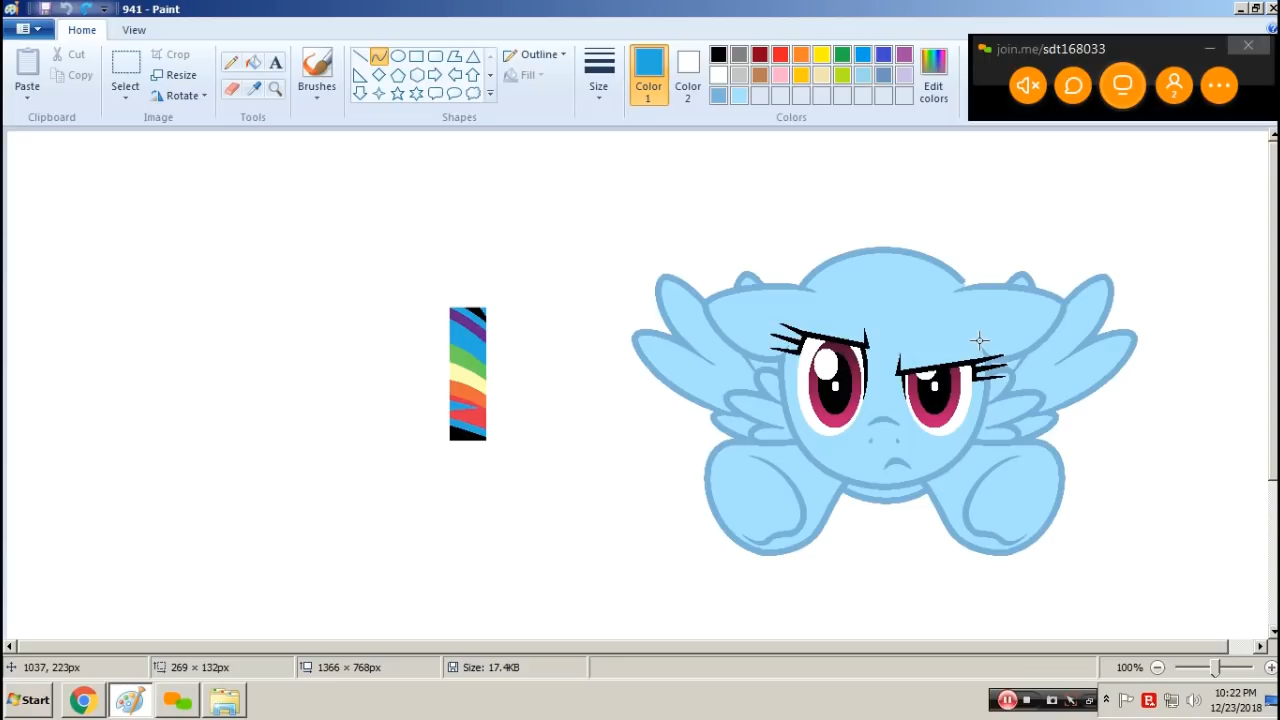 941 - Paint
Home View
Paste
Cut
Copy
Clipboard
Select
Crop
Resize
Rotate
Image
A
Tools
Brushes
Outline
Fill
Shapes
Size
Color 1
Color 2
Edit colors
Colors
join.me/sdt168033
2
1037, 223px
269 × 132px
1366 × 768px
Size: 17.4KB
100%
Start
10:22 PM
12/23/2018